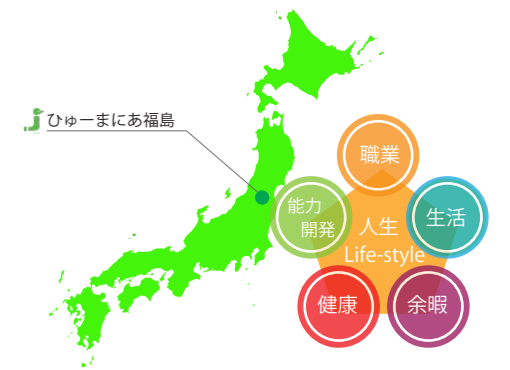 ひゅーまにあ福島
職業
能力
開発
生活
人生
Life-style
健康
余暇